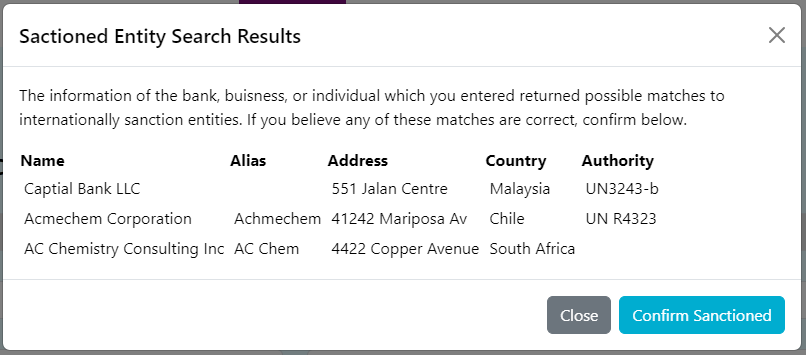 Sactioned Entity Search Results
The information of the bank, buisness, or individual which you entered returned possible matches to
internationally sanction entities. If you believe any of these matches are correct, confirm below.
Name Alias Address Country Authority
Captial Bank LLC 551 Jalan Centre Malaysia UN3243-b
Acmechem Corporation Achmechem 41242 Mariposa Av Chile UN R4323
AC Chemistry Consulting Inc AC Chem 4422 Copper Avenue South Africa
Close Confirm Sanctioned